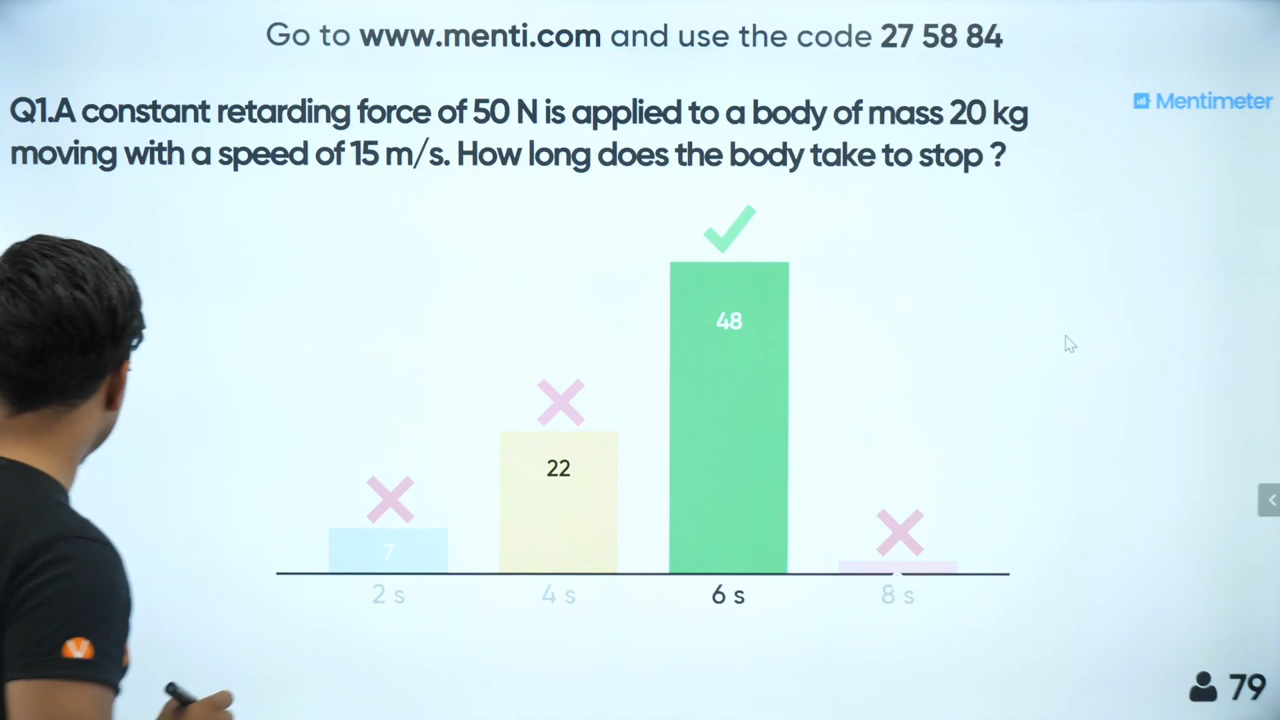 Go to www.menti.com and use the code 27 58 84
Mentimeter
Q1.A constant retarding force of 50 N is applied to a body of mass 20 kg
moving with a speed of 15 m/s. How long does the body take to stop ?
48
22
7
2 s
4 s
6 s
8 s
V
79